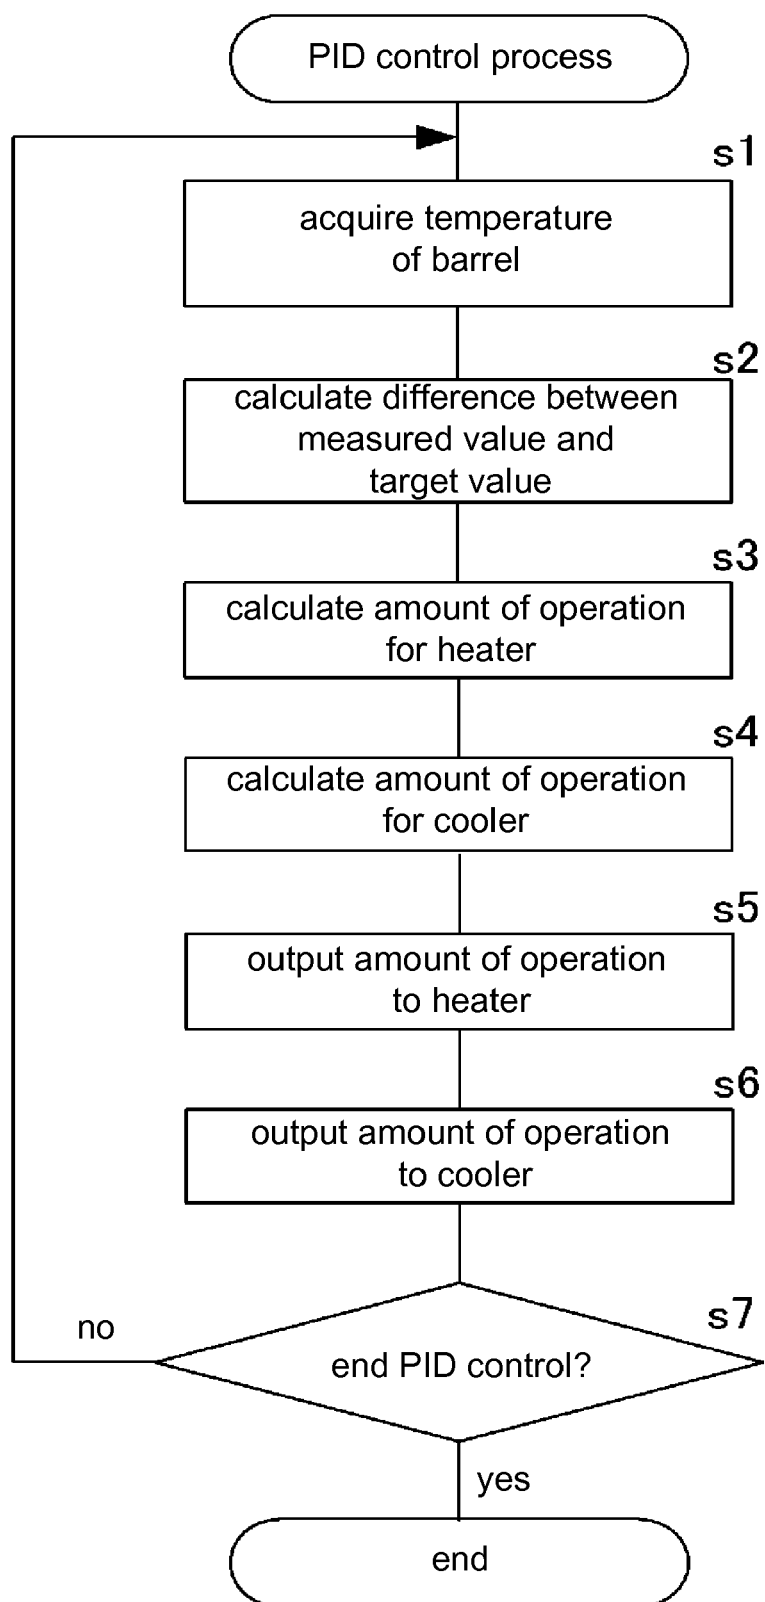 PID control process
s1
acquire temperature
of barrel
s2
calculate difference between
measured value and
target value
s3
calculate amount of operation
for heater
s4
calculate amount of operation
for cooler
s5
output amount of operation
to heater
s6
output amount of operation
to cooler
s7
no
end PID control?
yes
end